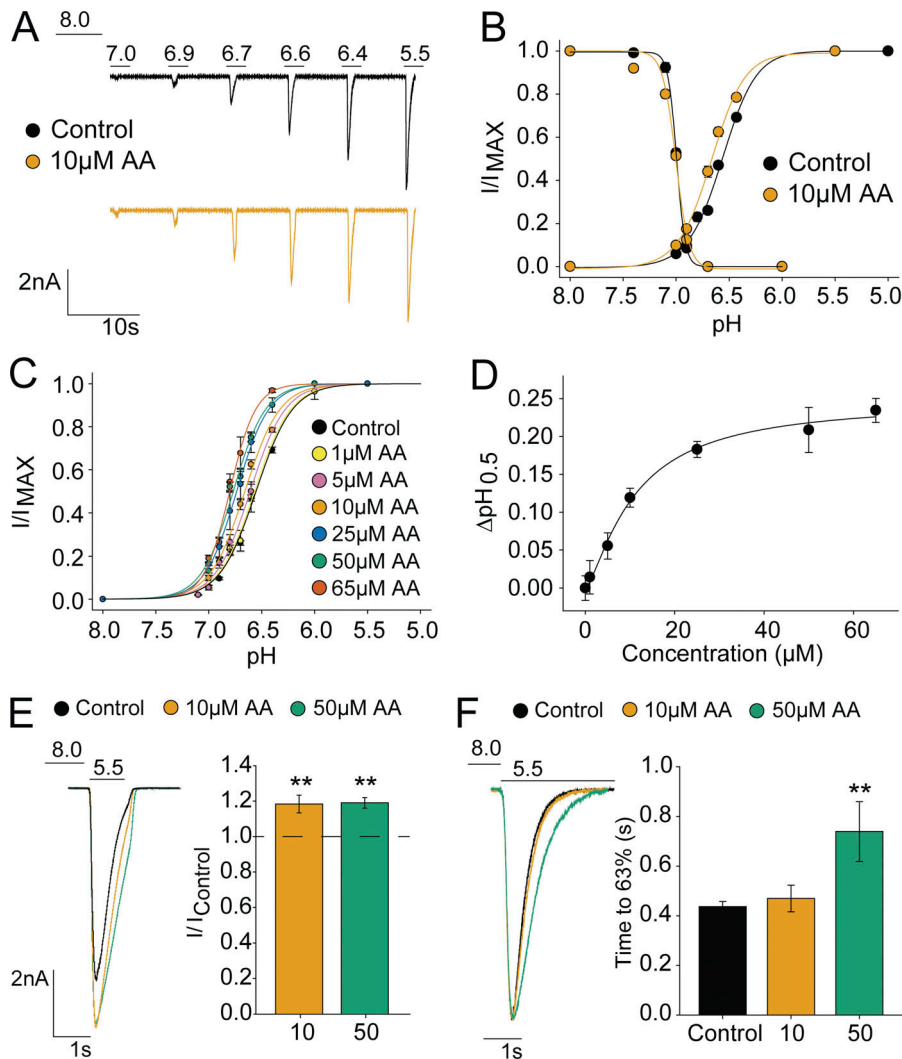 A
8.0
7.0 6.9 6.7 6.6 6.4 5.5
Control
10µM AA
2nA
10s
B
1.0
0.8
0.6
0.4
0.2
0.0
I/IMAX
Control
10µM AA
8.0 7.5 7.0 6.5 6.0 5.5 5.0
pH
C
1.0
0.8
0.6
0.4
0.2
0.0
I/IMAX
Control
1µM AA
5µM AA
10µM AA
25µM AA
50µM AA
65µM AA
8.0 7.5 7.0 6.5 6.0 5.5 5.0
pH
D
0.25
0.20
0.15
0.10
0.05
0.00
ΔpH0.5
0 20 40 60
Concentration (µM)
E
Control 10µM AA 50µM AA
8.0
5.5
2nA
1s
1.4
1.2
1.0
0.8
0.6
0.4
0.2
0.0
I/IControl
** **
10 50
F
Control 10µM AA 50µM AA
8.0
5.5
1s
1.0
0.8
0.6
0.4
0.2
0.0
Time to 63% (s)
**
Control 10 50